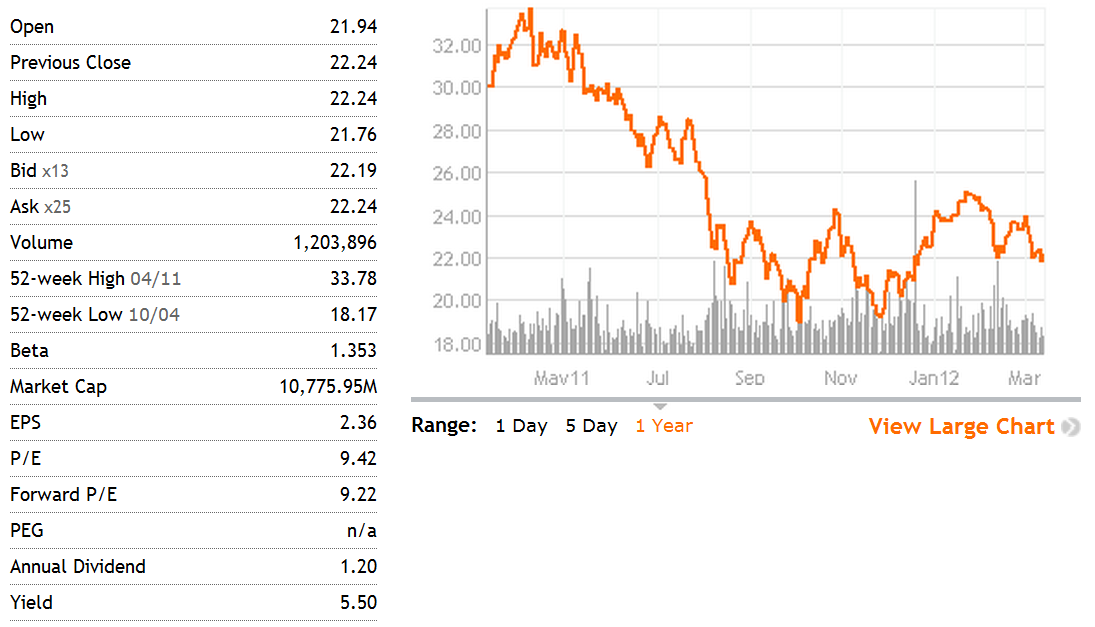 Open 21.94
Previous Close 22.24
High 22.24
Low 21.76
Bid x13 22.19
Ask x25 22.24
Volume 1,203,896
52-week High 04/11 33.78
52-week Low 10/04 18.17
Beta 1.353
Market Cap 10,775.95M
EPS 2.36
P/E 9.42
Forward P/E 9.22
PEG n/a
Annual Dividend 1.20
Yield 5.50
32.00
30.00
28.00
26.00
24.00
22.00
20.00
18.00
May11 Jul Sep Nov Jan12 Mar
Range: 1 Day 5 Day 1 Year View Large Chart